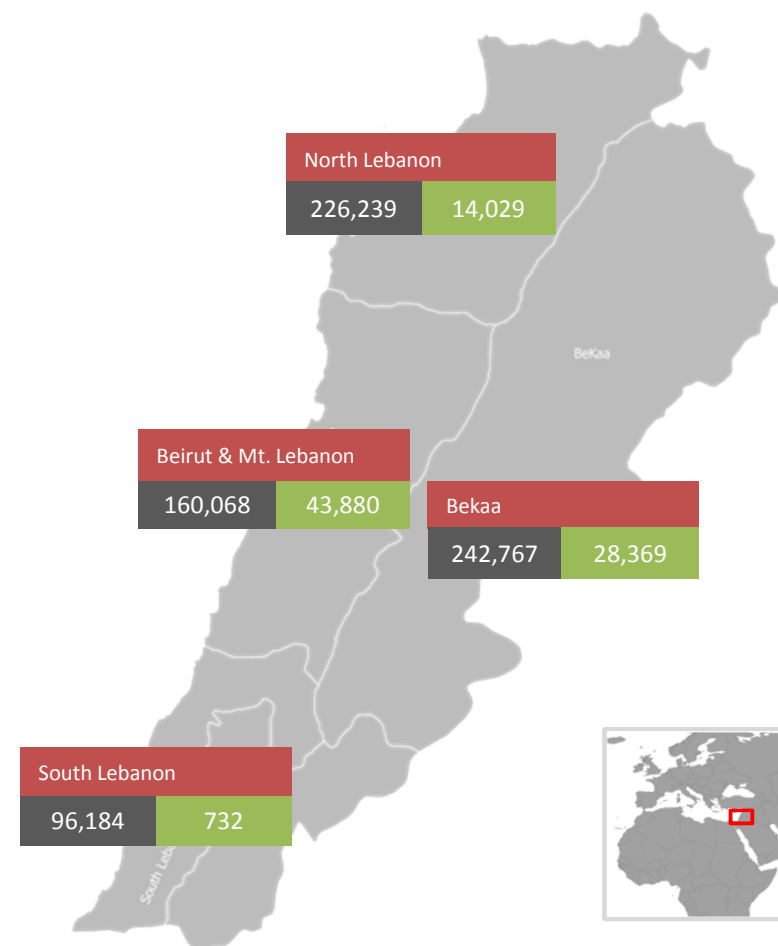 North Lebanon
226,239 14,029
BeKaa
Beirut & Mt. Lebanon
160,068 43,880
Bekaa
242,767 28,369
South Lebanon
96,184 732
South